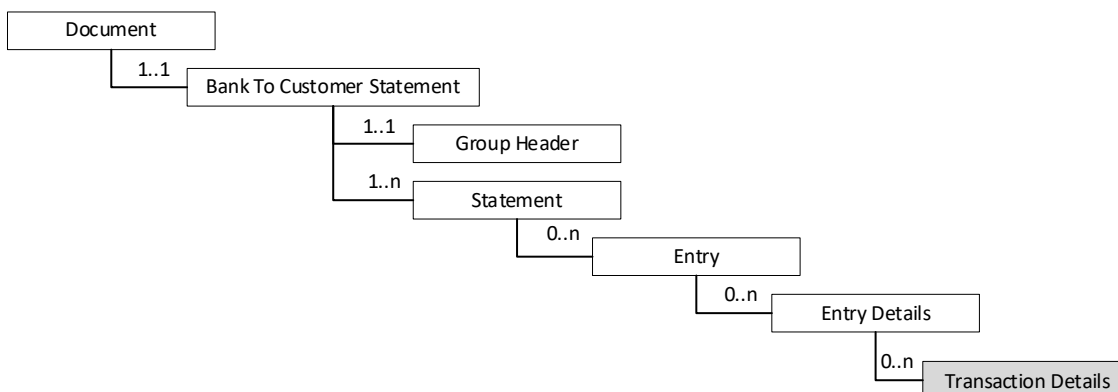 Document
1..1
Bank To Customer Statement
1..1
Group Header
1..n
Statement
0..n
Entry
0..n
Entry Details
0..n
Transaction Details